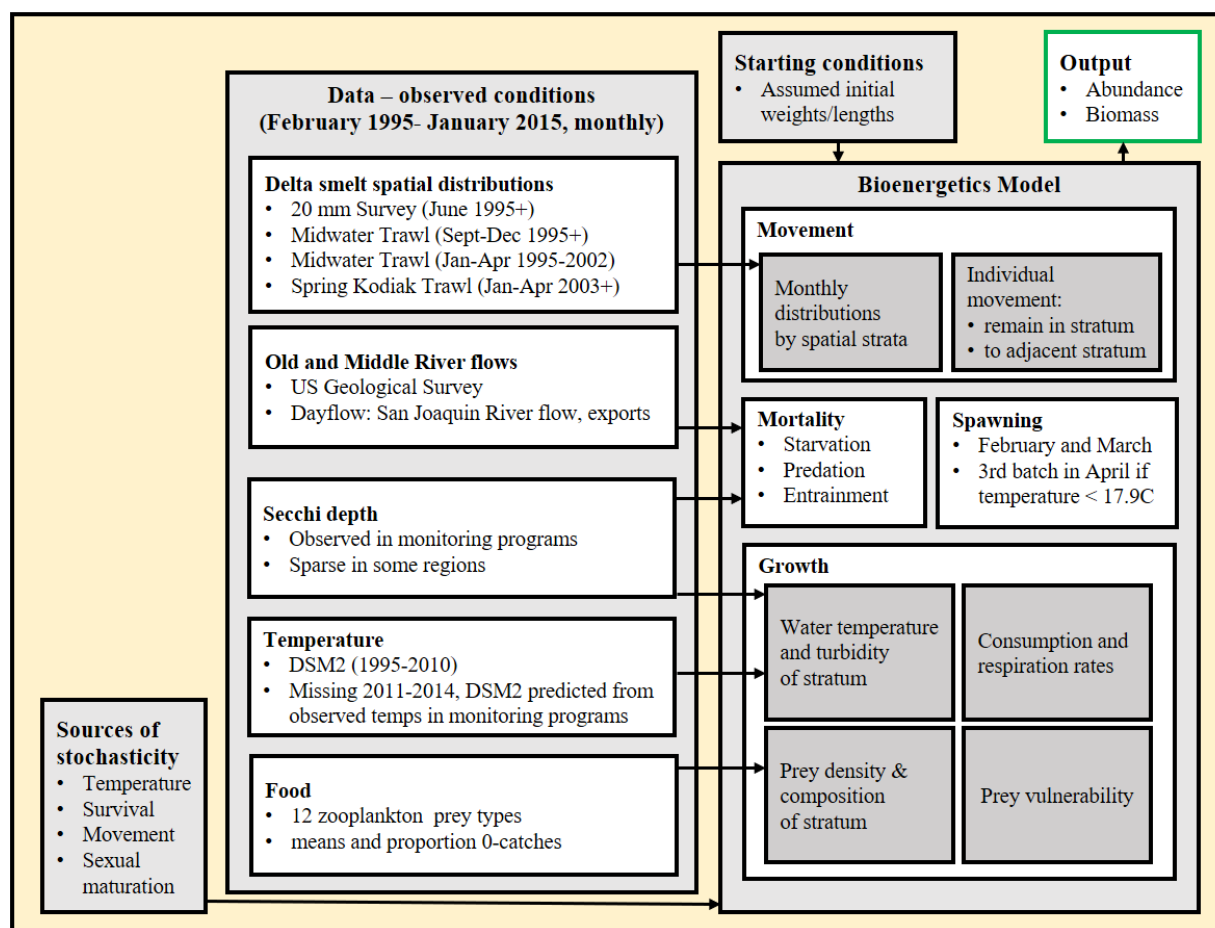 Starting conditions
• Assumed initial
weights/lengths
Output
• Abundance
• Biomass
Data – observed conditions
(February 1995- January 2015, monthly)
Delta smelt spatial distributions
• 20 mm Survey (June 1995+)
• Midwater Trawl (Sept-Dec 1995+)
• Midwater Trawl (Jan-Apr 1995-2002)
• Spring Kodiak Trawl (Jan-Apr 2003+)
Old and Middle River flows
• US Geological Survey
• Dayflow: San Joaquin River flow, exports
Secchi depth
• Observed in monitoring programs
• Sparse in some regions
Temperature
• DSM2 (1995-2010)
• Missing 2011-2014, DSM2 predicted from
observed temps in monitoring programs
Food
• 12 zooplankton prey types
• means and proportion 0-catches
Sources of
stochasticity
• Temperature
• Survival
• Movement
• Sexual
maturation
Bioenergetics Model
Movement
Monthly
distributions
by spatial strata
Individual
movement:
• remain in stratum
• to adjacent stratum
Mortality
• Starvation
• Predation
• Entrainment
Spawning
• February and March
• 3rd batch in April if
temperature < 17.9C
Growth
Water temperature
and turbidity
of stratum
Consumption and
respiration rates
Prey density &
composition
of stratum
Prey vulnerability